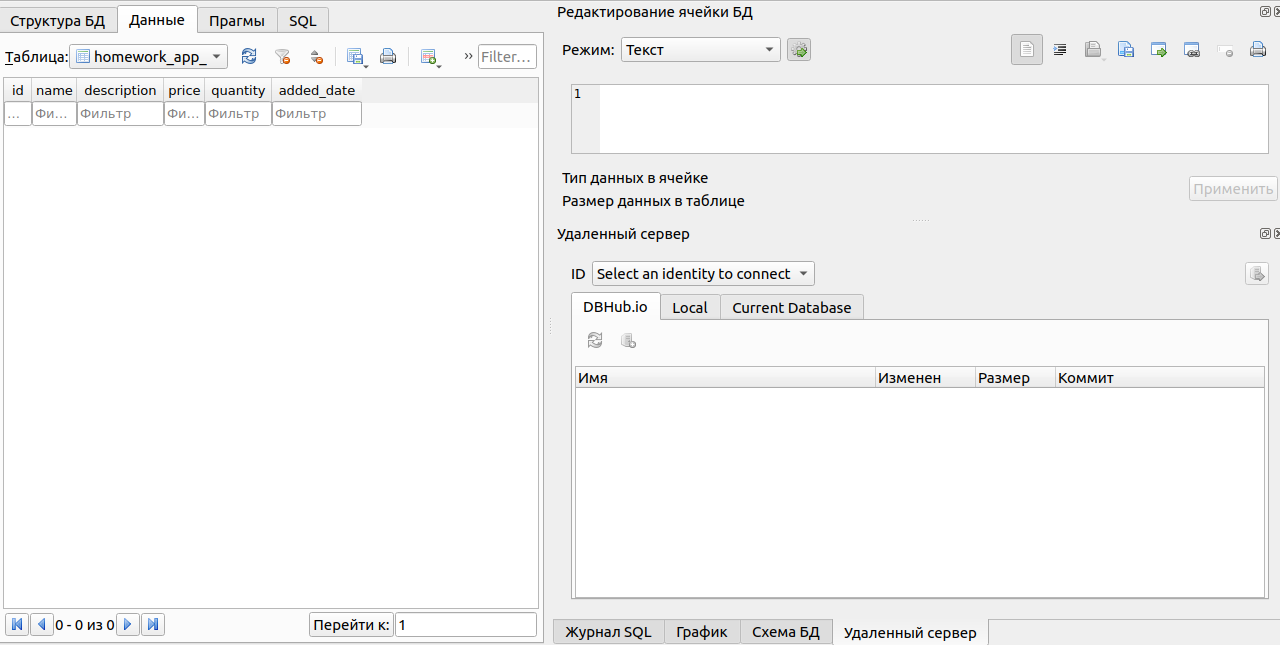 Структура БД Данные Прагмы SQL
Таблица: homework_app_ Filter...
id name description price quantity added_date
... Фи... Фильтр Фи... Фильтр Фильтр
0 - 0 из 0 Перейти к: 1
Редактирование ячейки БД
Режим: Текст
1
Тип данных в ячейке
Размер данных в таблице
Применить
Удаленный сервер
ID Select an identity to connect
DBHub.io Local Current Database
Имя Изменен Размер Коммит
Журнал SQL График Схема БД Удаленный сервер